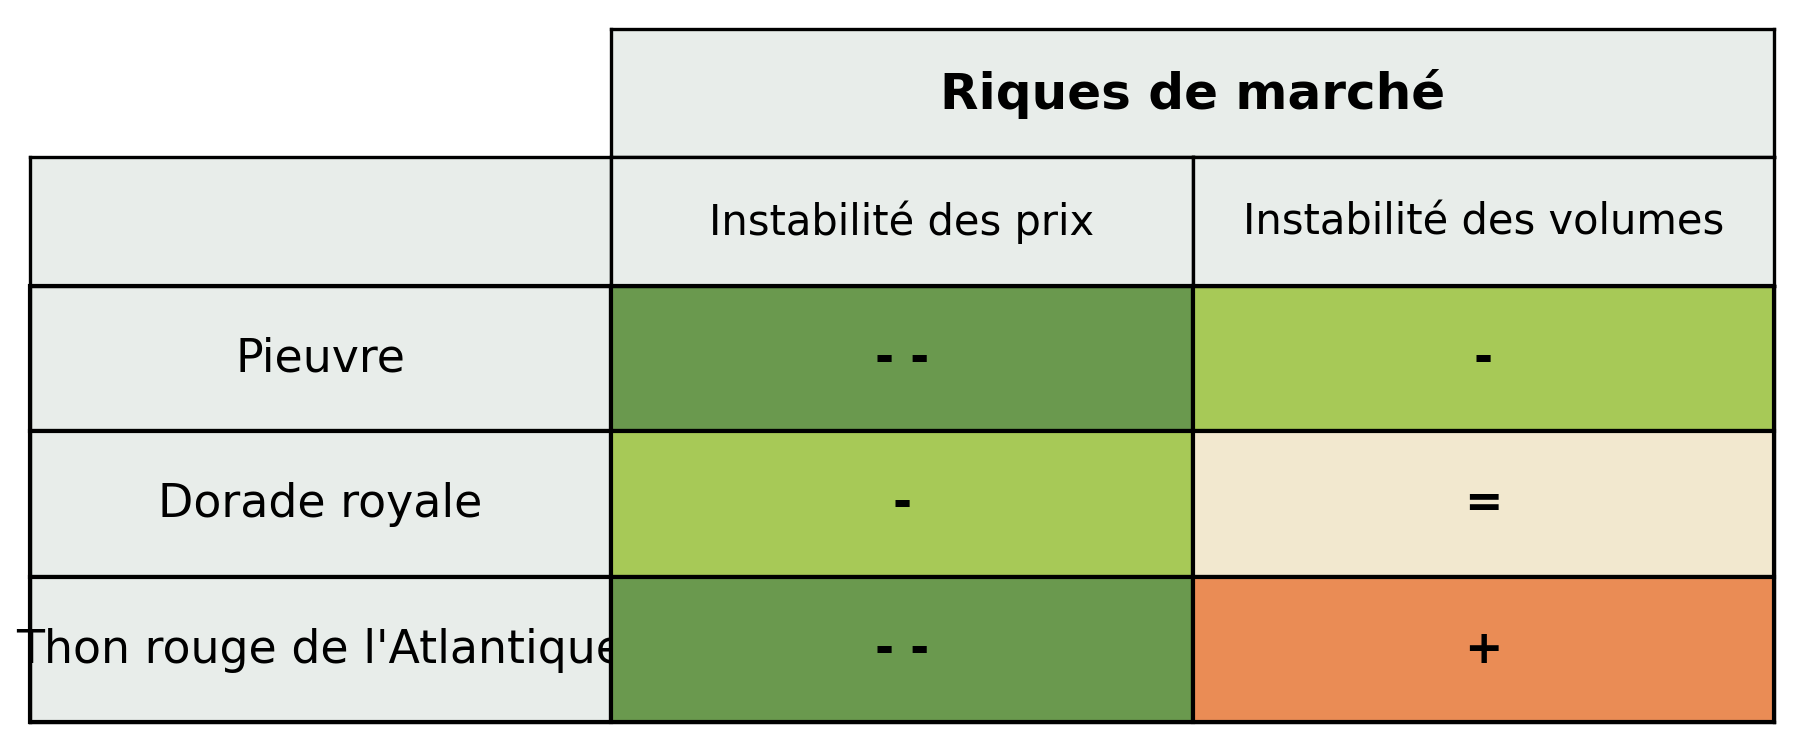 Riques de marché
Instabilité des prix Instabilité des volumes
Pieuvre - - -
Dorade royale - =
Thon rouge de l'Atlantique - - +